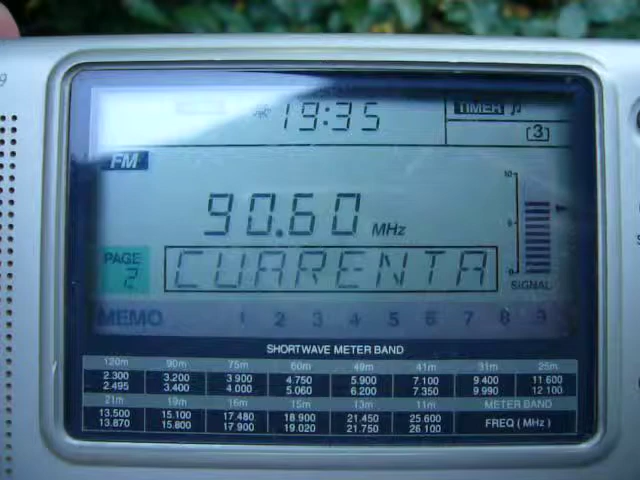 19:35 TIMER
3
FM
10
90.60 MHz
5
PAGE
2
CUARENTA
0
SIGNAL
MEMO 1 2 3 4 5 6 7 8 9
SHORTWAVE METER BAND
120m 90m 75m 60m 49m 41m 31m 25m
2.300 3.200 3.900 4.750 5.900 7.100 9.400 11.600
2.495 3.400 4.000 5.060 6.200 7.350 9.990 12.100
21m 19m 16m 15m 13m 11m METER BAND
13.500 15.100 17.480 18.900 21.450 25.600 FREQ ( MHz )
13.870 15.800 17.900 19.020 21.750 26.100